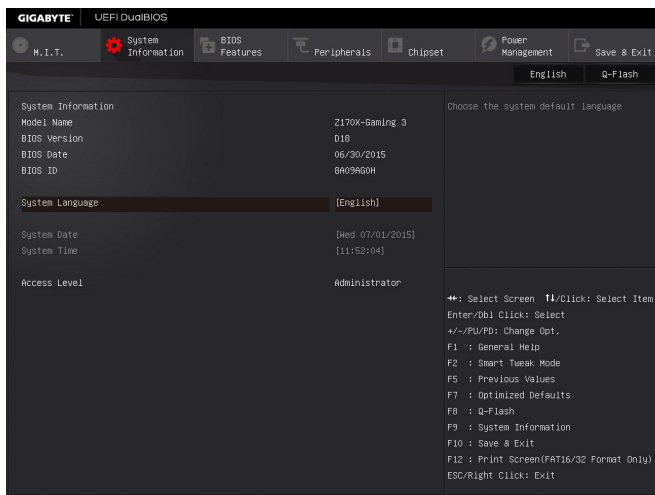 GIGABYTE™ UEFI DualBIOS
M.I.T. System Information BIOS Features Peripherals Chipset Power Management Save & Exit
English Q-Flash
System Information
Model Name Z170X-Gaming 3
BIOS Version D18
BIOS Date 06/30/2015
BIOS ID 8A09AG0H
System Language [English]
System Date [Wed 07/01/2015]
System Time [11:52:04]
Access Level Administrator
Choose the system default language
→←: Select Screen ↑↓/Click: Select Item
Enter/Dbl Click: Select
+/-/PU/PD: Change Opt.
F1 : General Help
F2 : Smart Tweak Mode
F5 : Previous Values
F7 : Optimized Defaults
F8 : Q-Flash
F9 : System Information
F10 : Save & Exit
F12 : Print Screen(FAT16/32 Format Only)
ESC/Right Click: Exit